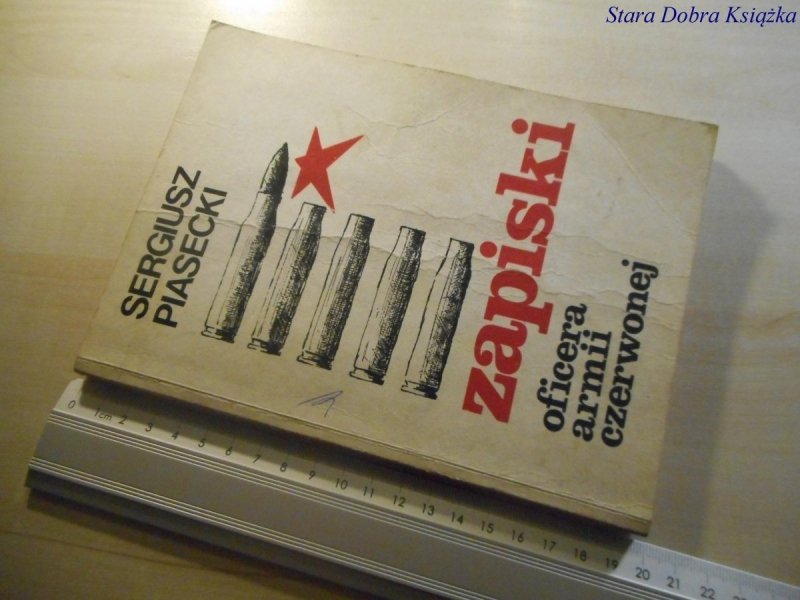 Stara Dobra Książka
SERGIUSZ
PIASECKI
zapiski
oficera
armii
czerwonej
0 1cm 2 3 4 5 6 7 8 9 10 11 12 13 14 15 16 17 18 19 20 21 22